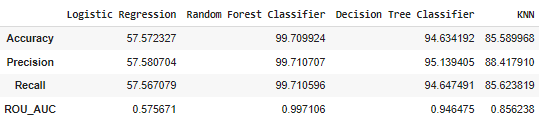 Logistic Regression Random Forest Classifier Decision Tree Classifier KNN
Accuracy 57.572327 99.709924 94.634192 85.589968
Precision 57.580704 99.710707 95.139405 88.417910
Recall 57.567079 99.710596 94.647491 85.623819
ROU_AUC 0.575671 0.997106 0.946475 0.856238